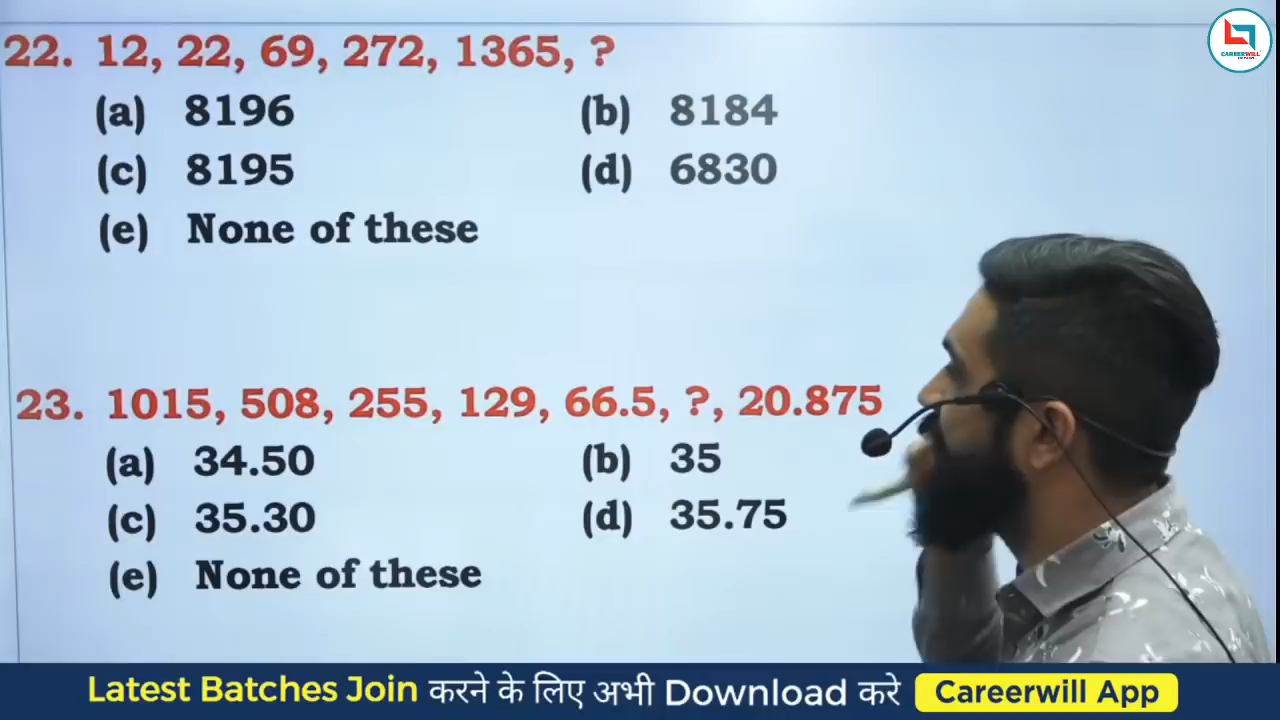 22. 12, 22, 69, 272, 1365, ?
(a) 8196 (b) 8184
(c) 8195 (d) 6830
(e) None of these
23. 1015, 508, 255, 129, 66.5, ?, 20.875
(a) 34.50 (b) 35
(c) 35.30 (d) 35.75
(e) None of these
CAREERWILL
Latest Batches Join करने के लिए अभी Download करे Careerwill App